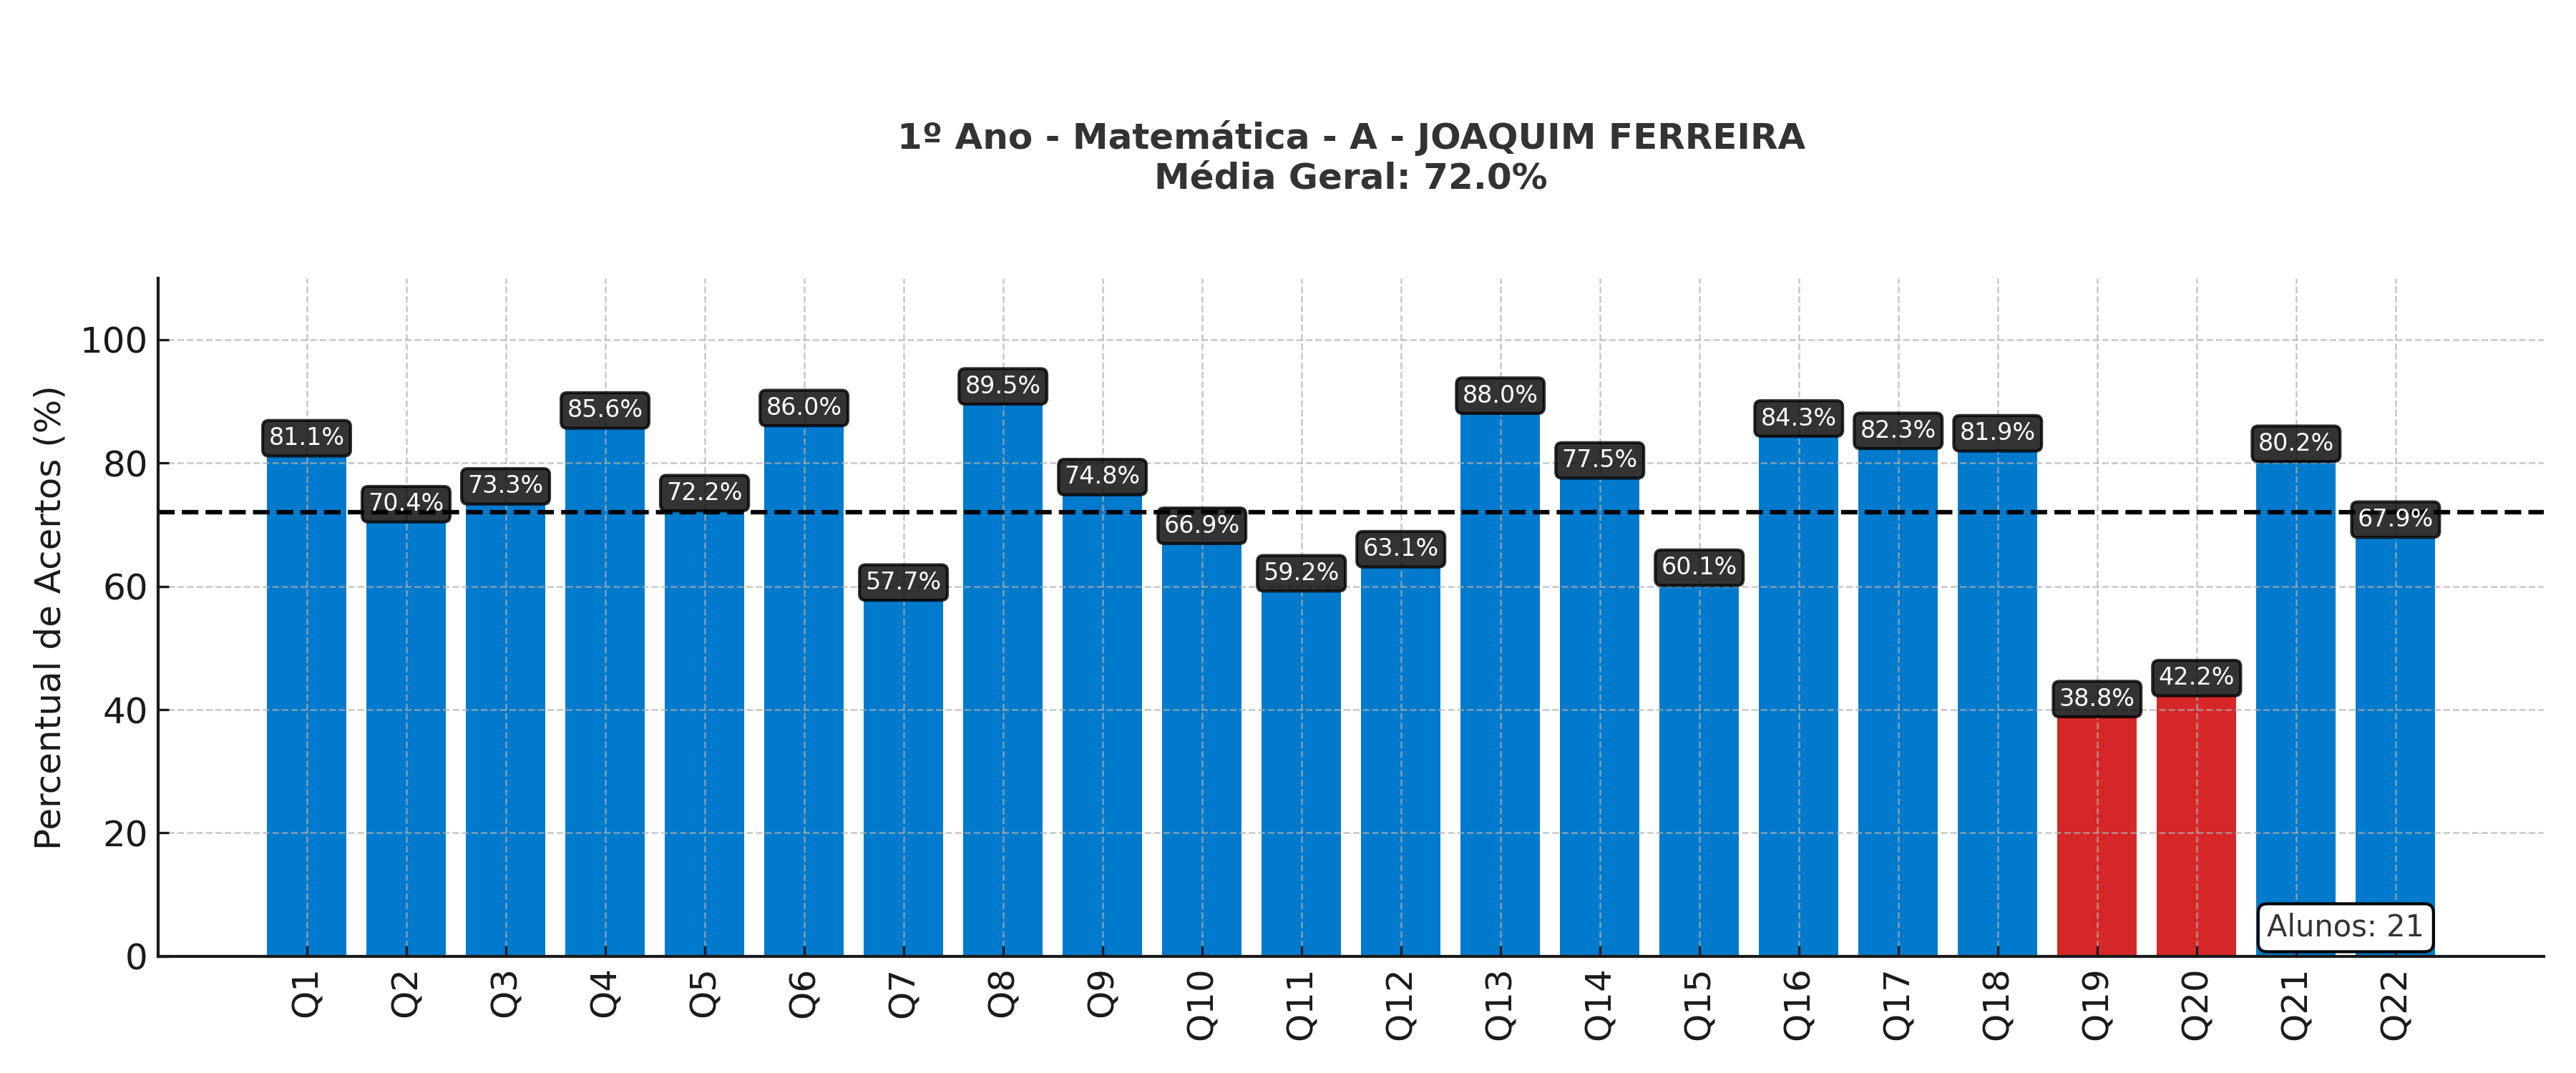 1º Ano - Matemática - A - JOAQUIM FERREIRA
Média Geral: 72.0%
Percentual de Acertos (%)
100
80
60
40
20
0
81.1%
70.4%
73.3%
85.6%
72.2%
86.0%
57.7%
89.5%
74.8%
66.9%
59.2%
63.1%
88.0%
77.5%
60.1%
84.3%
82.3%
81.9%
38.8%
42.2%
80.2%
67.9%
Alunos: 21
Q1
Q2
Q3
Q4
Q5
Q6
Q7
Q8
Q9
Q10
Q11
Q12
Q13
Q14
Q15
Q16
Q17
Q18
Q19
Q20
Q21
Q22